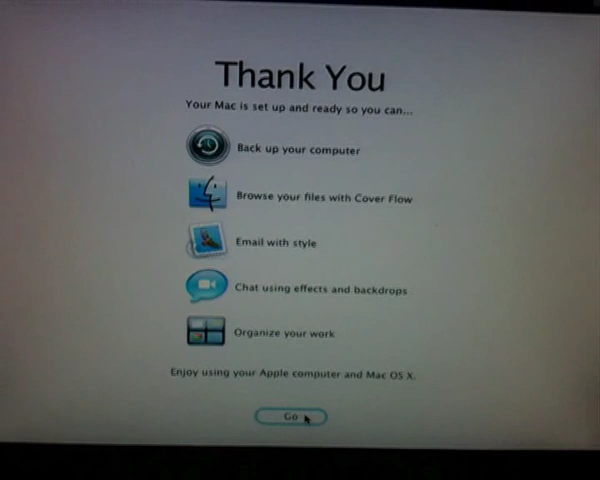 Thank You
Your Mac is set up and ready so you can...
Back up your computer
Browse your files with Cover Flow
Email with style
Chat using effects and backdrops
Organize your work
Enjoy using your Apple computer and Mac OS X.
Go